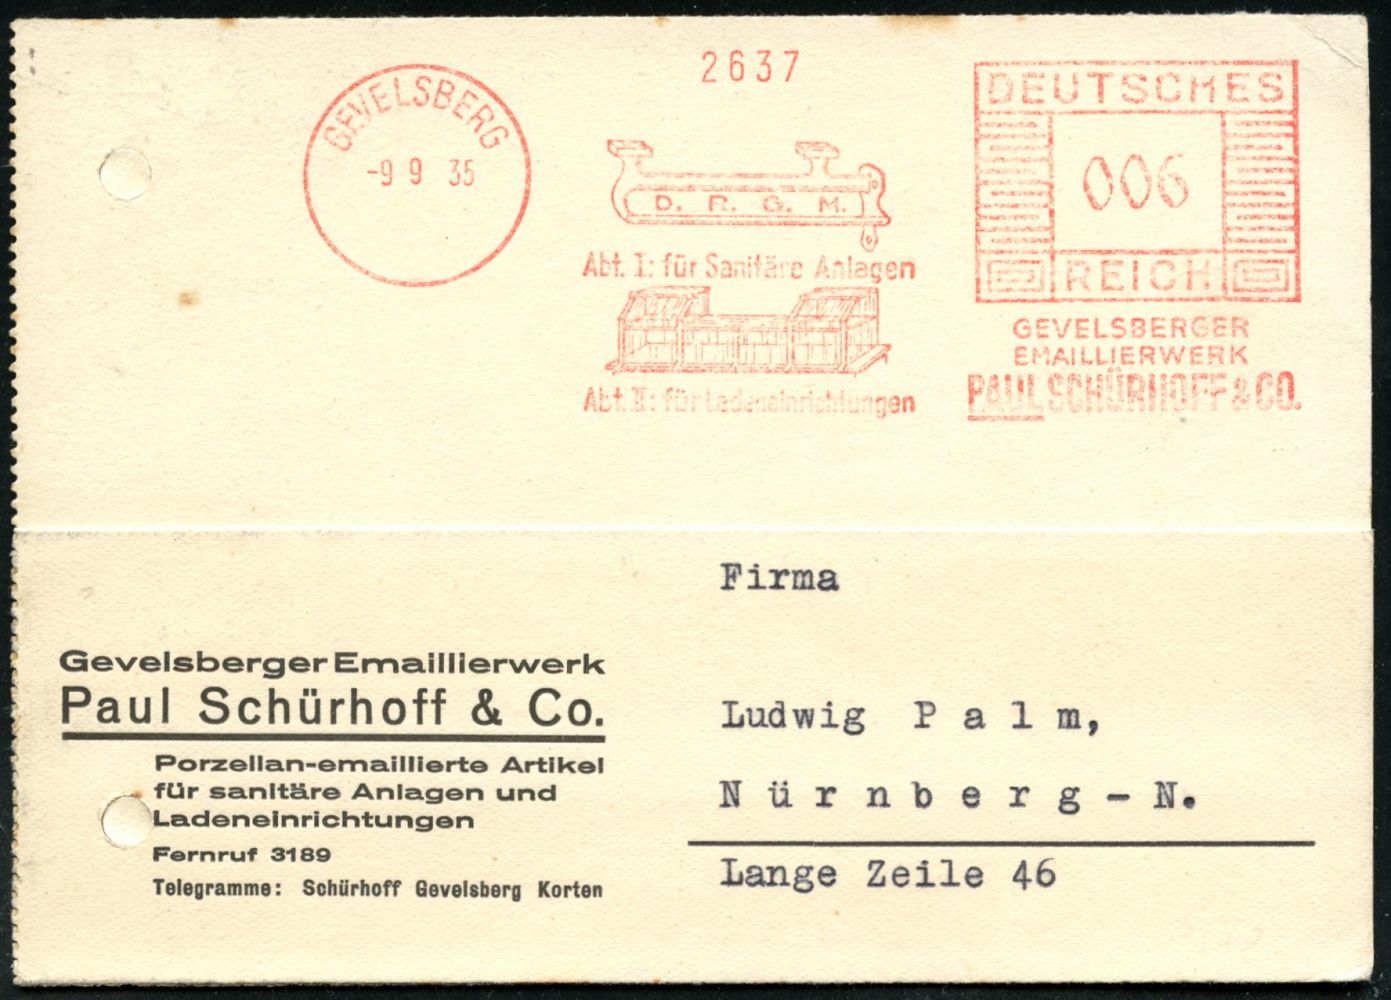 GEVELSBERG
-9 9 35
2637
D. R. G. M.
Abt. I: für Sanitäre Anlagen
Abt. II: für Ladeneinrichtungen
DEUTSCHES
006
REICH
GEVELSBERGER
EMAILLIERWERK
PAUL SCHÜRHOFF & CO.
Gevelsberger Emaillierwerk
Paul Schürhoff & Co.
Porzellan-emaillierte Artikel
für sanitäre Anlagen und
Ladeneinrichtungen
Fernruf 3189
Telegramme: Schürhoff Gevelsberg Korten
Firma
Ludwig P a l m,
N ü r n b e r g - N.
Lange Zeile 46